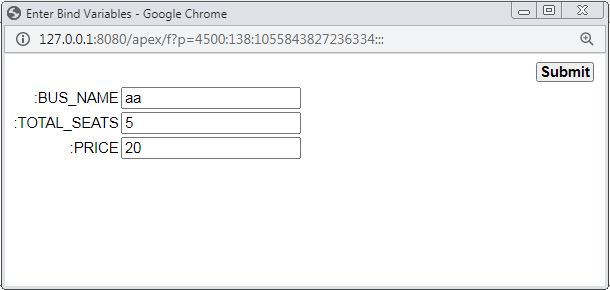 Enter Bind Variables - Google Chrome
127.0.0.1:8080/apex/f?p=4500:138:1055843827236334:::
Submit
:BUS_NAME aa
:TOTAL_SEATS 5
:PRICE 20